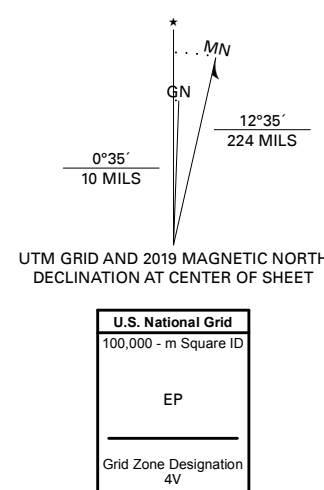 ★
MN
GN
12°35´
224 MILS
0°35´
10 MILS
UTM GRID AND 2019 MAGNETIC NORTH
DECLINATION AT CENTER OF SHEET
U.S. National Grid
100,000 - m Square ID
EP
Grid Zone Designation
4V